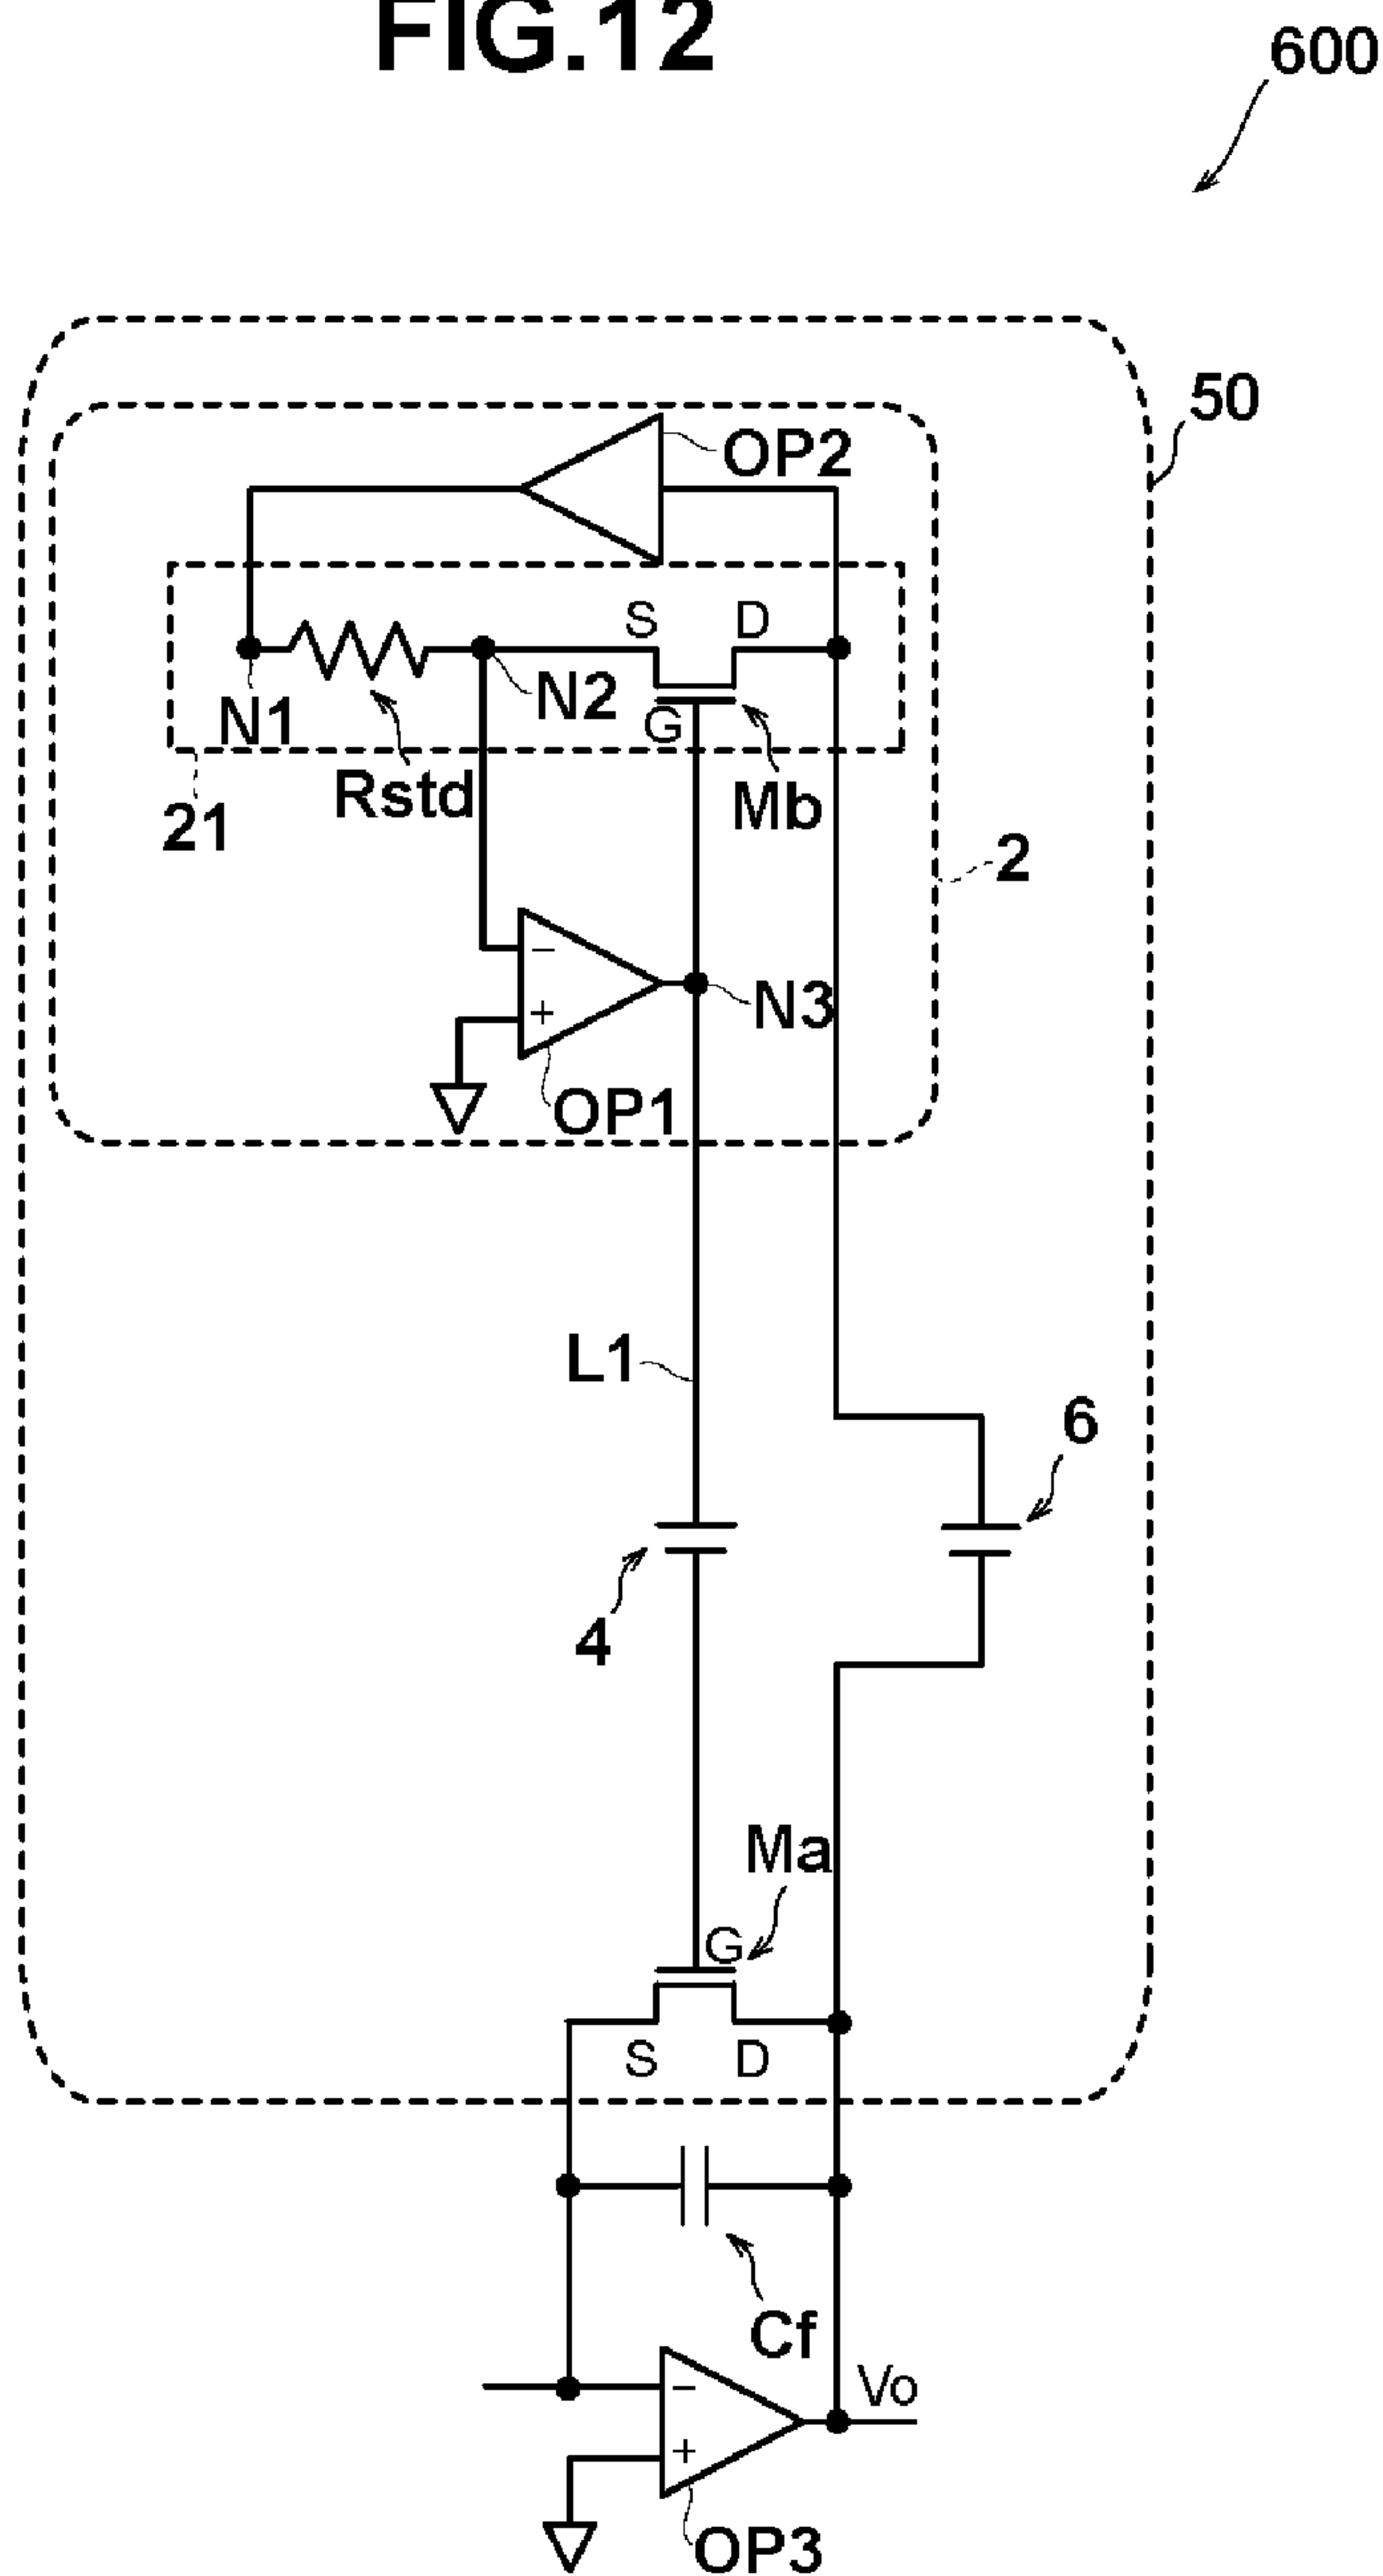 FIG.12
600
50
OP2
S D
N1 N2 G
Rstd Mb
21
2
- + N3
OP1
L1
6
4
Ma
G
S D
Cf
- Vo
+
OP3